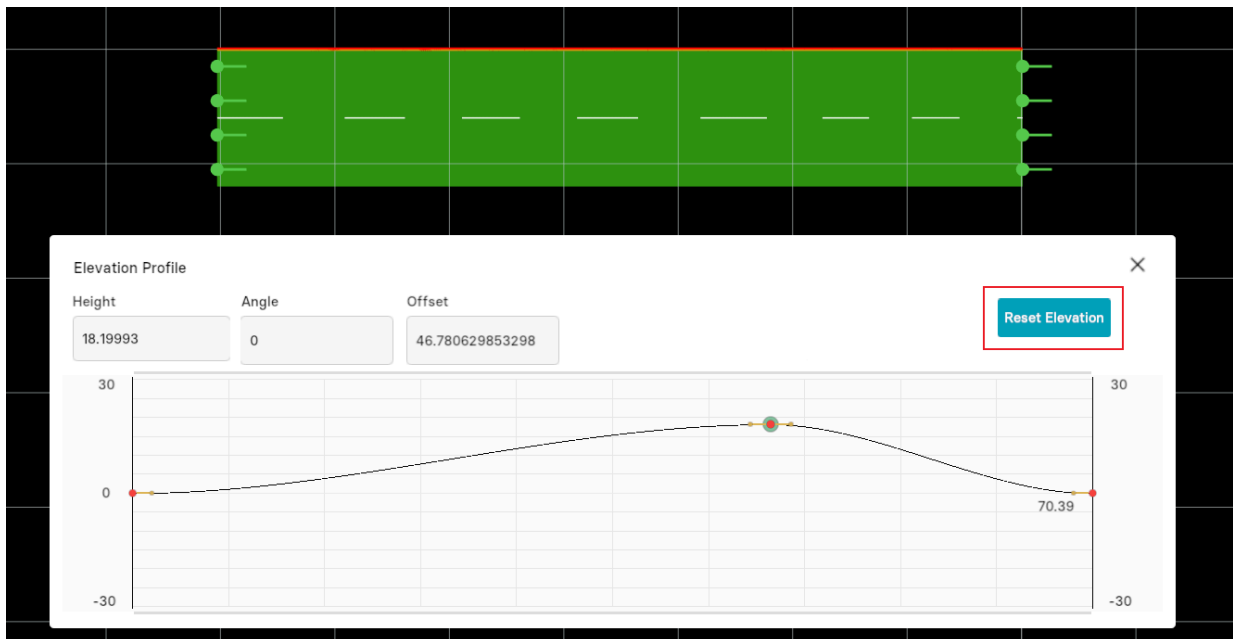 Elevation Profile
Height Angle Offset
Reset Elevation
18.19993 0 46.780629853298
30 30
0
70.39
-30 -30